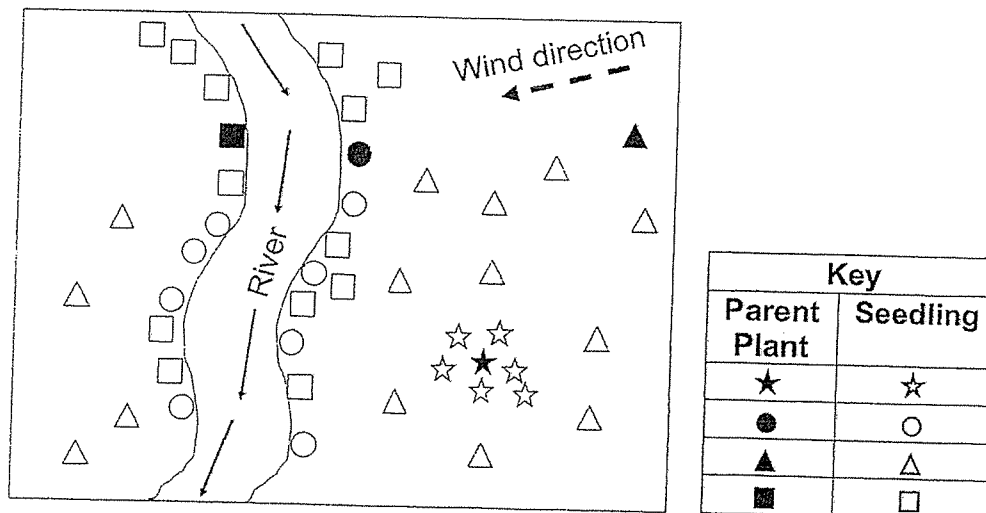 Wind direction
River
Key
Parent Plant
Seedling